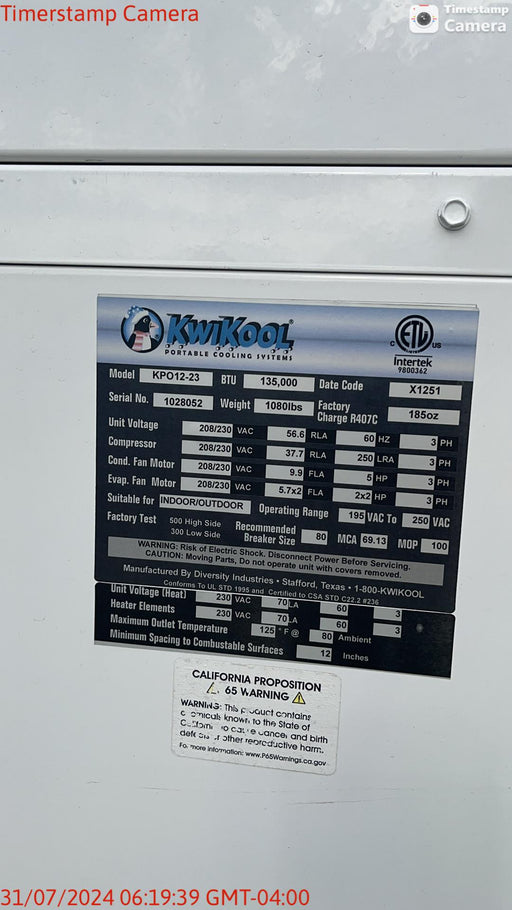 Timerstamp Camera
Timestamp
Camera
KWIKOOL®
PORTABLE COOLING SYSTEMS
C ETL US
Intertek
9800362
Model KPO12-23 BTU 135,000 Date Code X1251
Serial No. 1028052 Weight 1080lbs Factory Charge R407C 185oz
Unit Voltage 208/230 VAC 56.6 RLA 60 HZ 3 PH
Compressor 208/230 VAC 37.7 RLA 250 LRA 3 PH
Cond. Fan Motor 208/230 VAC 9.9 FLA 5 HP 3 PH
Evap. Fan Motor 208/230 VAC 5.7x2 FLA 2x2 HP 3 PH
Suitable for INDOOR/OUTDOOR Operating Range 195 VAC To 250 VAC
Factory Test 500 High Side 300 Low Side Recommended Breaker Size 80 MCA 69.13 MOP 100
WARNING: Risk of Electric Shock. Disconnect Power Before Servicing.
CAUTION: Moving Parts, Do not operate unit with covers removed.
Manufactured By Diversity Industries • Stafford, Texas • 1-800-KWIKOOL
Conforms To UL STD 1995 and Certified to CSA STD C22.2 #236
Unit Voltage (Heat) 230 VAC 70 LA 60 3
Heater Elements 230 VAC 70 LA 60 3
Maximum Outlet Temperature 125 ° F @ 80 Ambient
Minimum Spacing to Combustable Surfaces 12 Inches
CALIFORNIA PROPOSITION
65 WARNING
WARNING: This product contains
chemicals known to the State of
California to cause cancer and birth
defects or other reproductive harm.
For more information: www.P65Warnings.ca.gov
31/07/2024 06:19:39 GMT-04:00